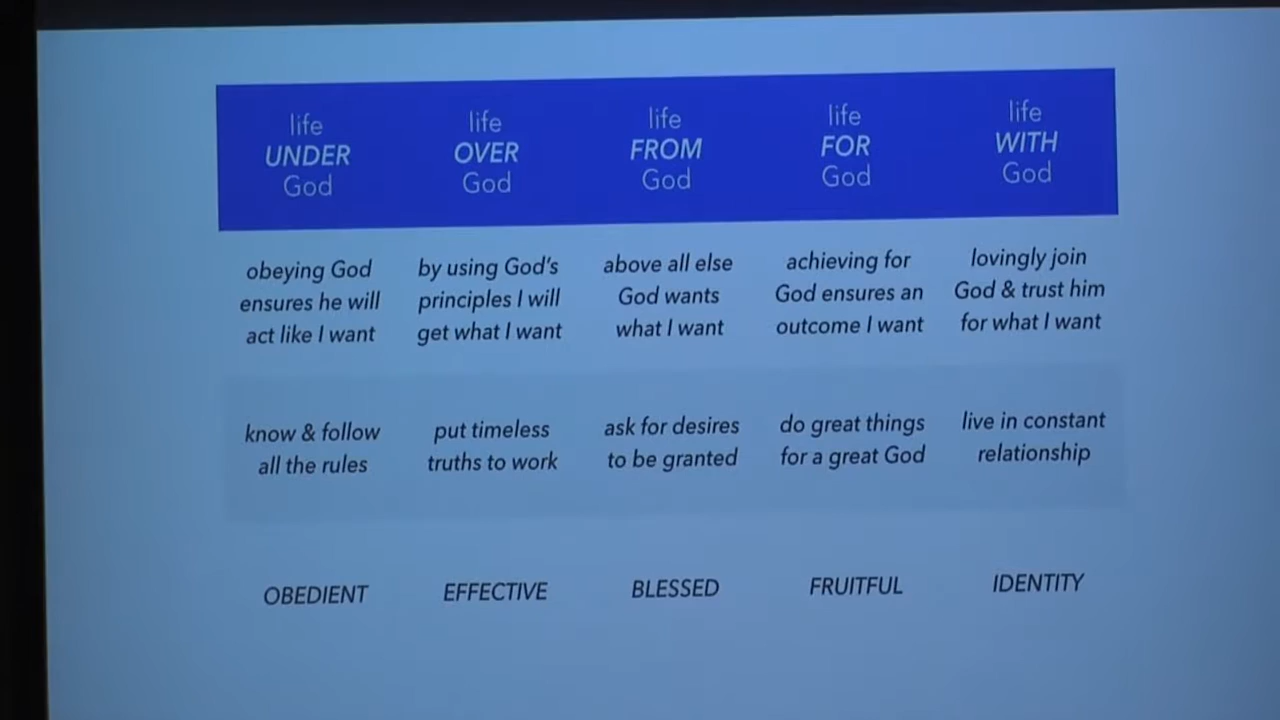 life
UNDER
God
life
OVER
God
life
FROM
God
life
FOR
God
life
WITH
God
obeying God
ensures he will
act like I want
by using God's
principles I will
get what I want
above all else
God wants
what I want
achieving for
God ensures an
outcome I want
lovingly join
God & trust him
for what I want
know & follow
all the rules
put timeless
truths to work
ask for desires
to be granted
do great things
for a great God
live in constant
relationship
OBEDIENT
EFFECTIVE
BLESSED
FRUITFUL
IDENTITY